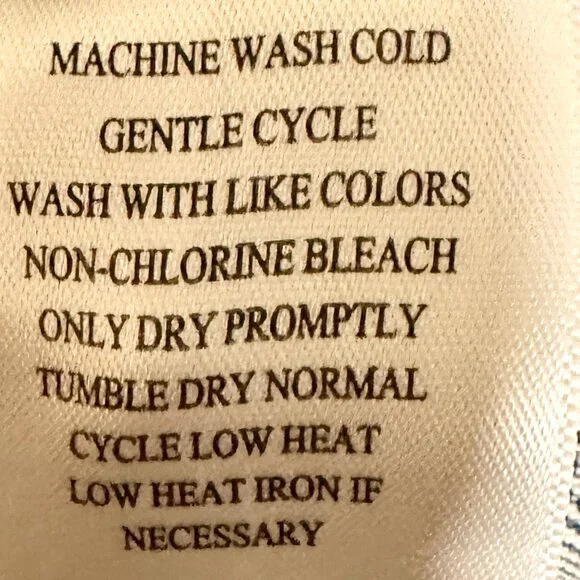 MACHINE WASH COLD
GENTLE CYCLE
WASH WITH LIKE COLORS
NON-CHLORINE BLEACH
ONLY DRY PROMPTLY
TUMBLE DRY NORMAL
CYCLE LOW HEAT
LOW HEAT IRON IF
NECESSARY